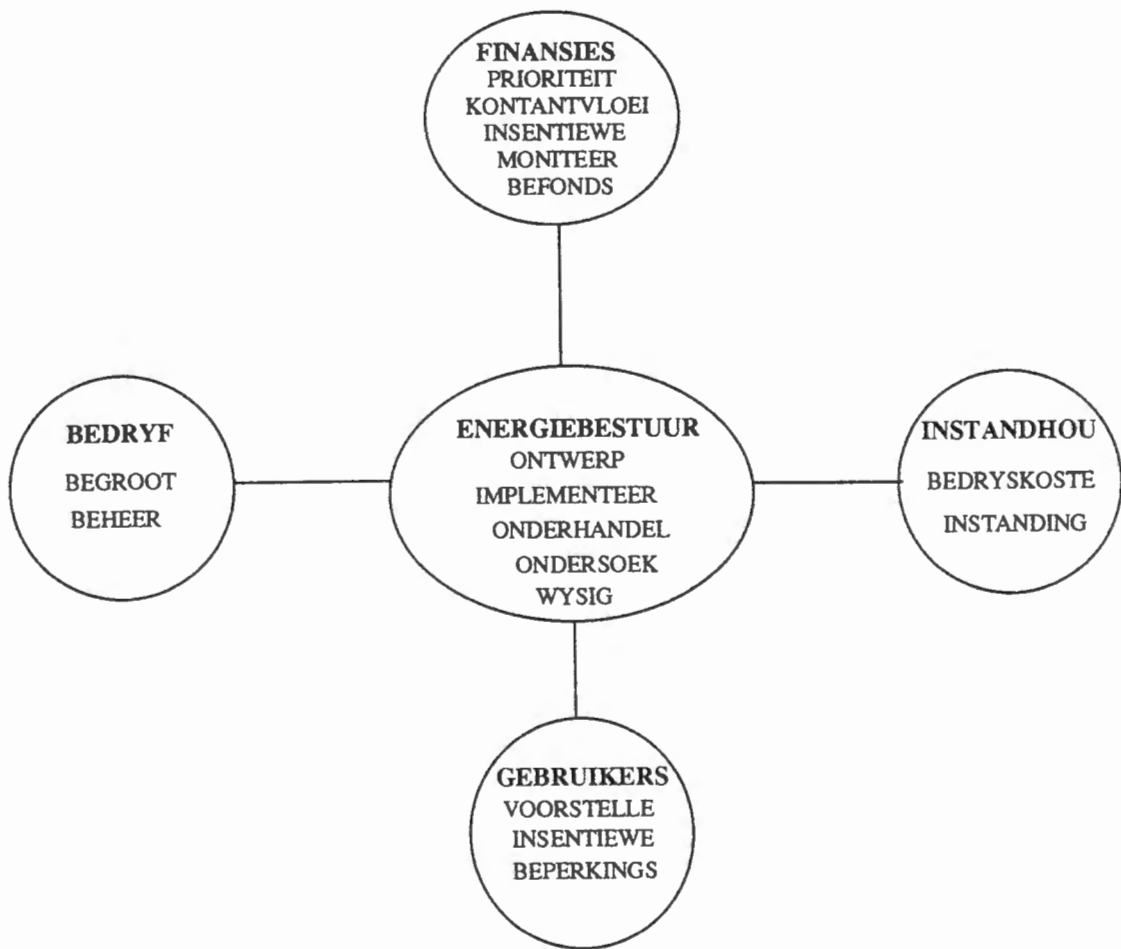 FINANSIES
PRIORITEIT
KONTANTVLOEI
INSENTIEWE
MONITEER
BEFONDS
BEDRYF
BEGROOT
BEHEER
ENERGIEBESTUUR
ONTWERP
IMPLEMENTEER
ONDERHANDEL
ONDERSOEK
WYSIG
INSTANDHOU
BEDRYSKOSTE
INSTANDING
GEBRUIKERS
VOORSTELLE
INSENTIEWE
BEPERKINGS